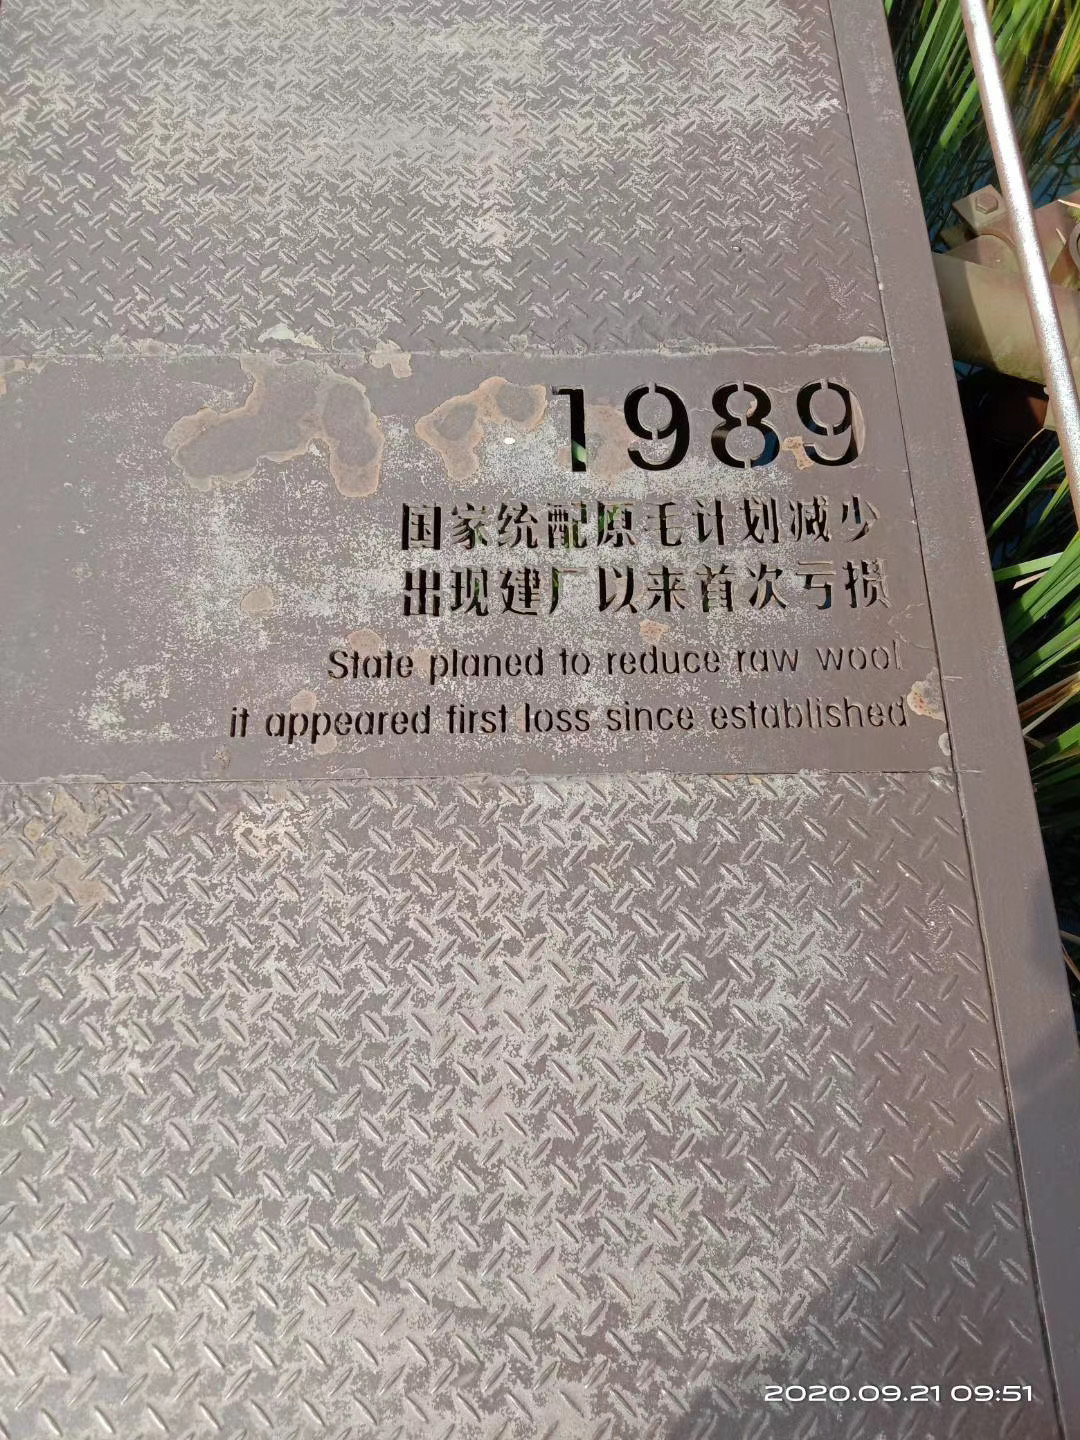 1989
国家统配原毛计划减少
出现建厂以来首次亏损
State planed to reduce raw wool
it appeared first loss since established
2020.09.21 09:51